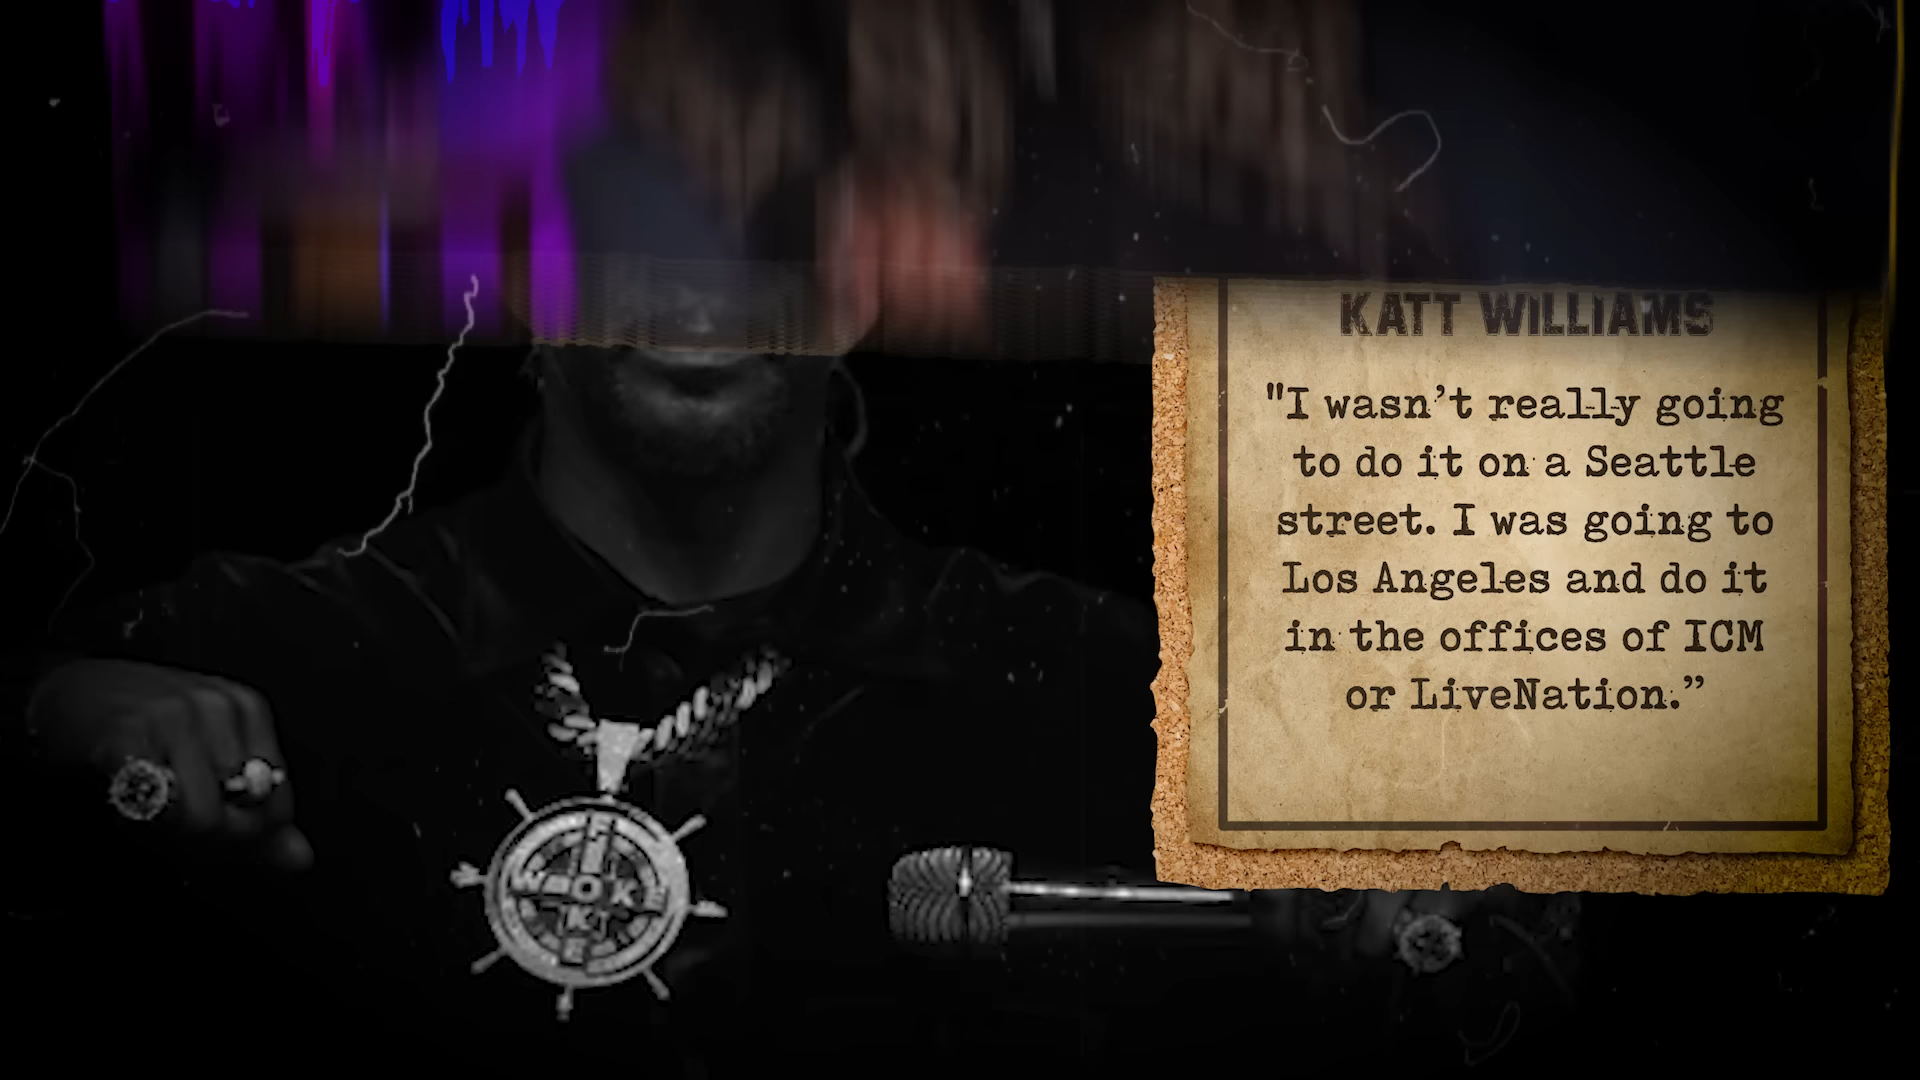 KATT WILLIAMS
"I wasn’t really going
to do it on a Seattle
street. I was going to
Los Angeles and do it
in the offices of ICM
or LiveNation.”